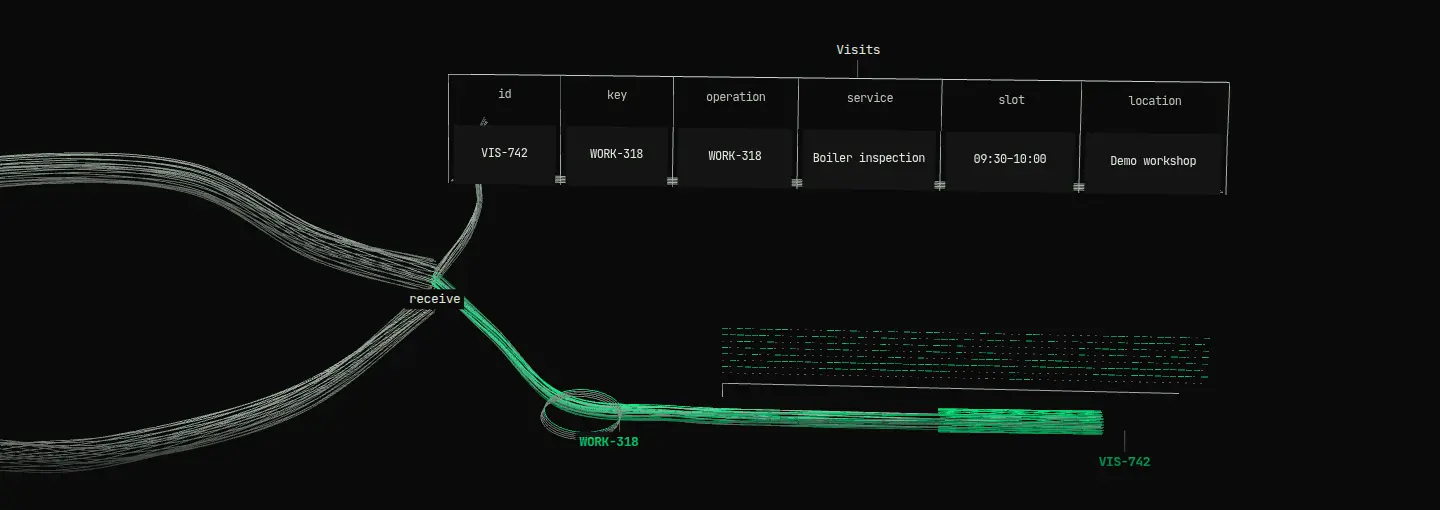 Visits
id key operation service slot location
VIS-742 WORK-318 WORK-318 Boiler inspection 09:30–10:00 Demo workshop
receive
WORK-318
VIS-742